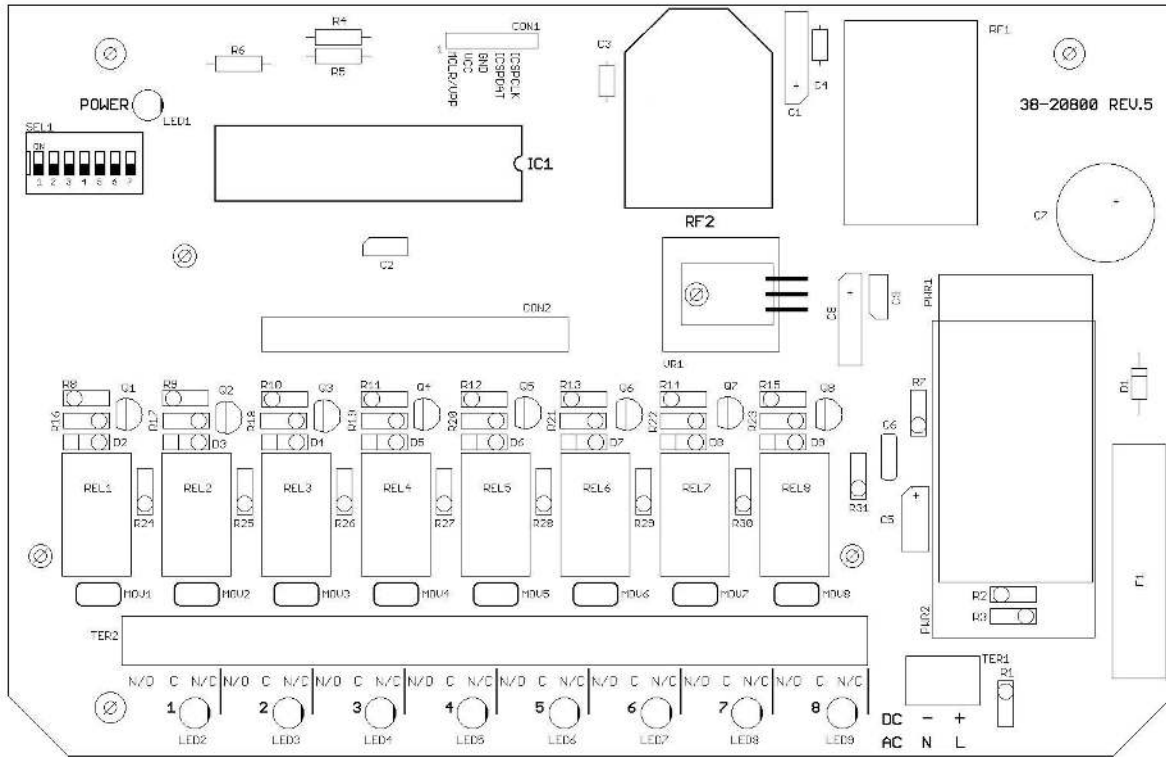 R4
CON1
C3
RF1
R6
R5
1
MCLR/VPP
VCC
GND
ICSPDAT
ICSPCLK
C1
POWER
LED1
38-20800 REV.5
SEL1
ON
1 2 3 4 5 6 7
IC1
RF2
C7
+
C2
CON2
VR1
C8
PWR1
D1
R8 Q1 R9 Q2 R10 Q3 R11 Q4 R12 Q5 R13 Q6 R14 Q7 R15 Q8
R7
R16 R17 R18 R19 R20 R21 R22 R23
D2 D3 D4 D5 D6 D7 D8 D9
C6
REL1 REL2 REL3 REL4 REL5 REL6 REL7 REL8
R24 R25 R26 R27 R28 R29 R30 R31
C5
F1
MOV1 MOV2 MOV3 MOV4 MOV5 MOV6 MOV7 MOV8
R2
R3
PWR2
TER2
TER1
R1
N/O C N/C N/O C N/C N/O C N/C N/O C N/C N/O C N/C N/O C N/C N/O C N/C N/O C N/C
1 2 3 4 5 6 7 8
LED2 LED3 LED4 LED5 LED6 LED7 LED8 LED9
DC - +
AC N L